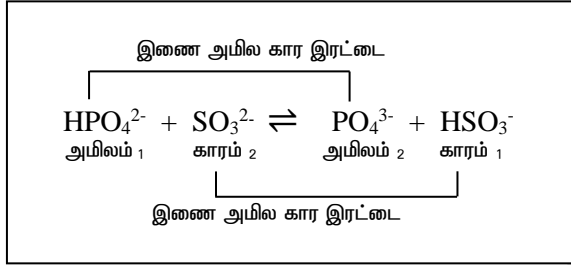 இணை அமில கார இரட்டை
HPO₄²⁻ + SO₃²⁻ ⇌ PO₄³⁻ + HSO₃⁻
அமிலம் ₁ காரம் ₂ அமிலம் ₂ காரம் ₁
இணை அமில கார இரட்டை